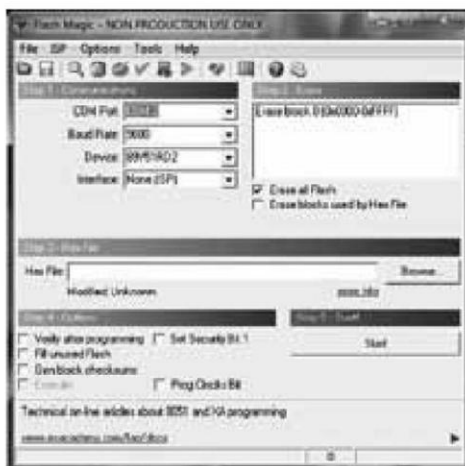 Flash Magic - NON PRODUCTION USE ONLY
File ISP Options Tools Help
Step 1 - Communications
COM Port:
Baud Rate: 9600
Device: 89V51RD2
Interface: None (ISP)
Step 2 - Erase
Erase block 0 (0x0000-0xFFFF)
Erase all Flash
Erase blocks used by Hex File
Step 3 - Hex File
Hex File:
Browse...
Modified: Unknown
more info
Step 4 - Options
Verify after programming
Set Security Bit 1
Fill unused Flash
Gen block checksums
Execute
Prog Clocks Bit
Step 5 - Start!
Start
Technical on-line articles about 8051 and XA programming
0